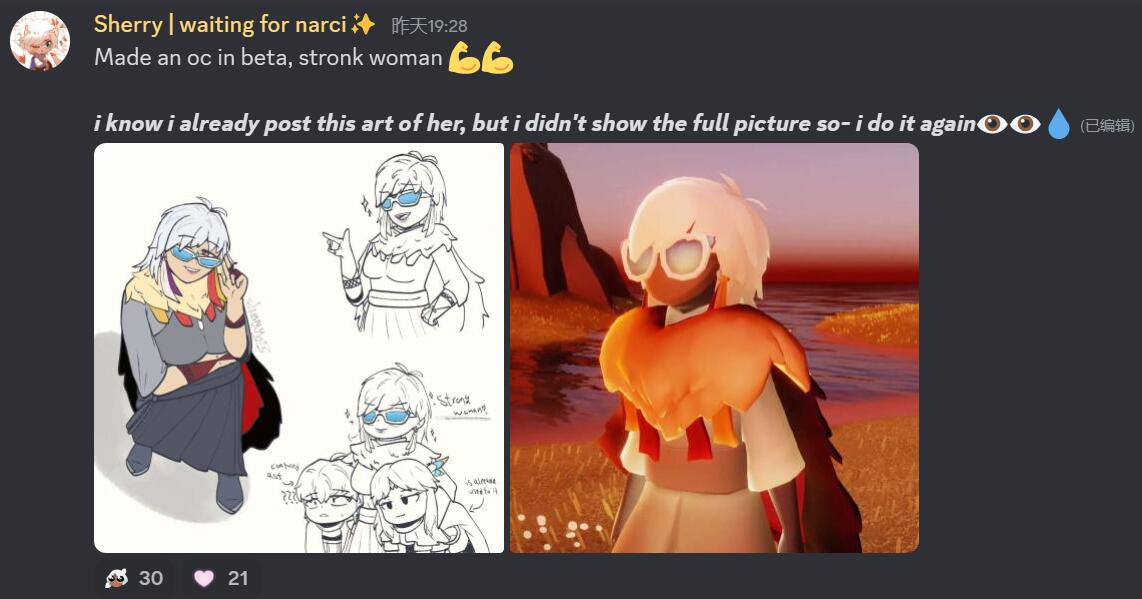 Sherry | waiting for narci✨ 昨天19:28
Made an oc in beta, stronk woman 💪💪
i know i already post this art of her, but i didn't show the full picture so- i do it again👁️👁️💧 (已编辑)
Strong
woman!!
???
is already
used to it
30 21